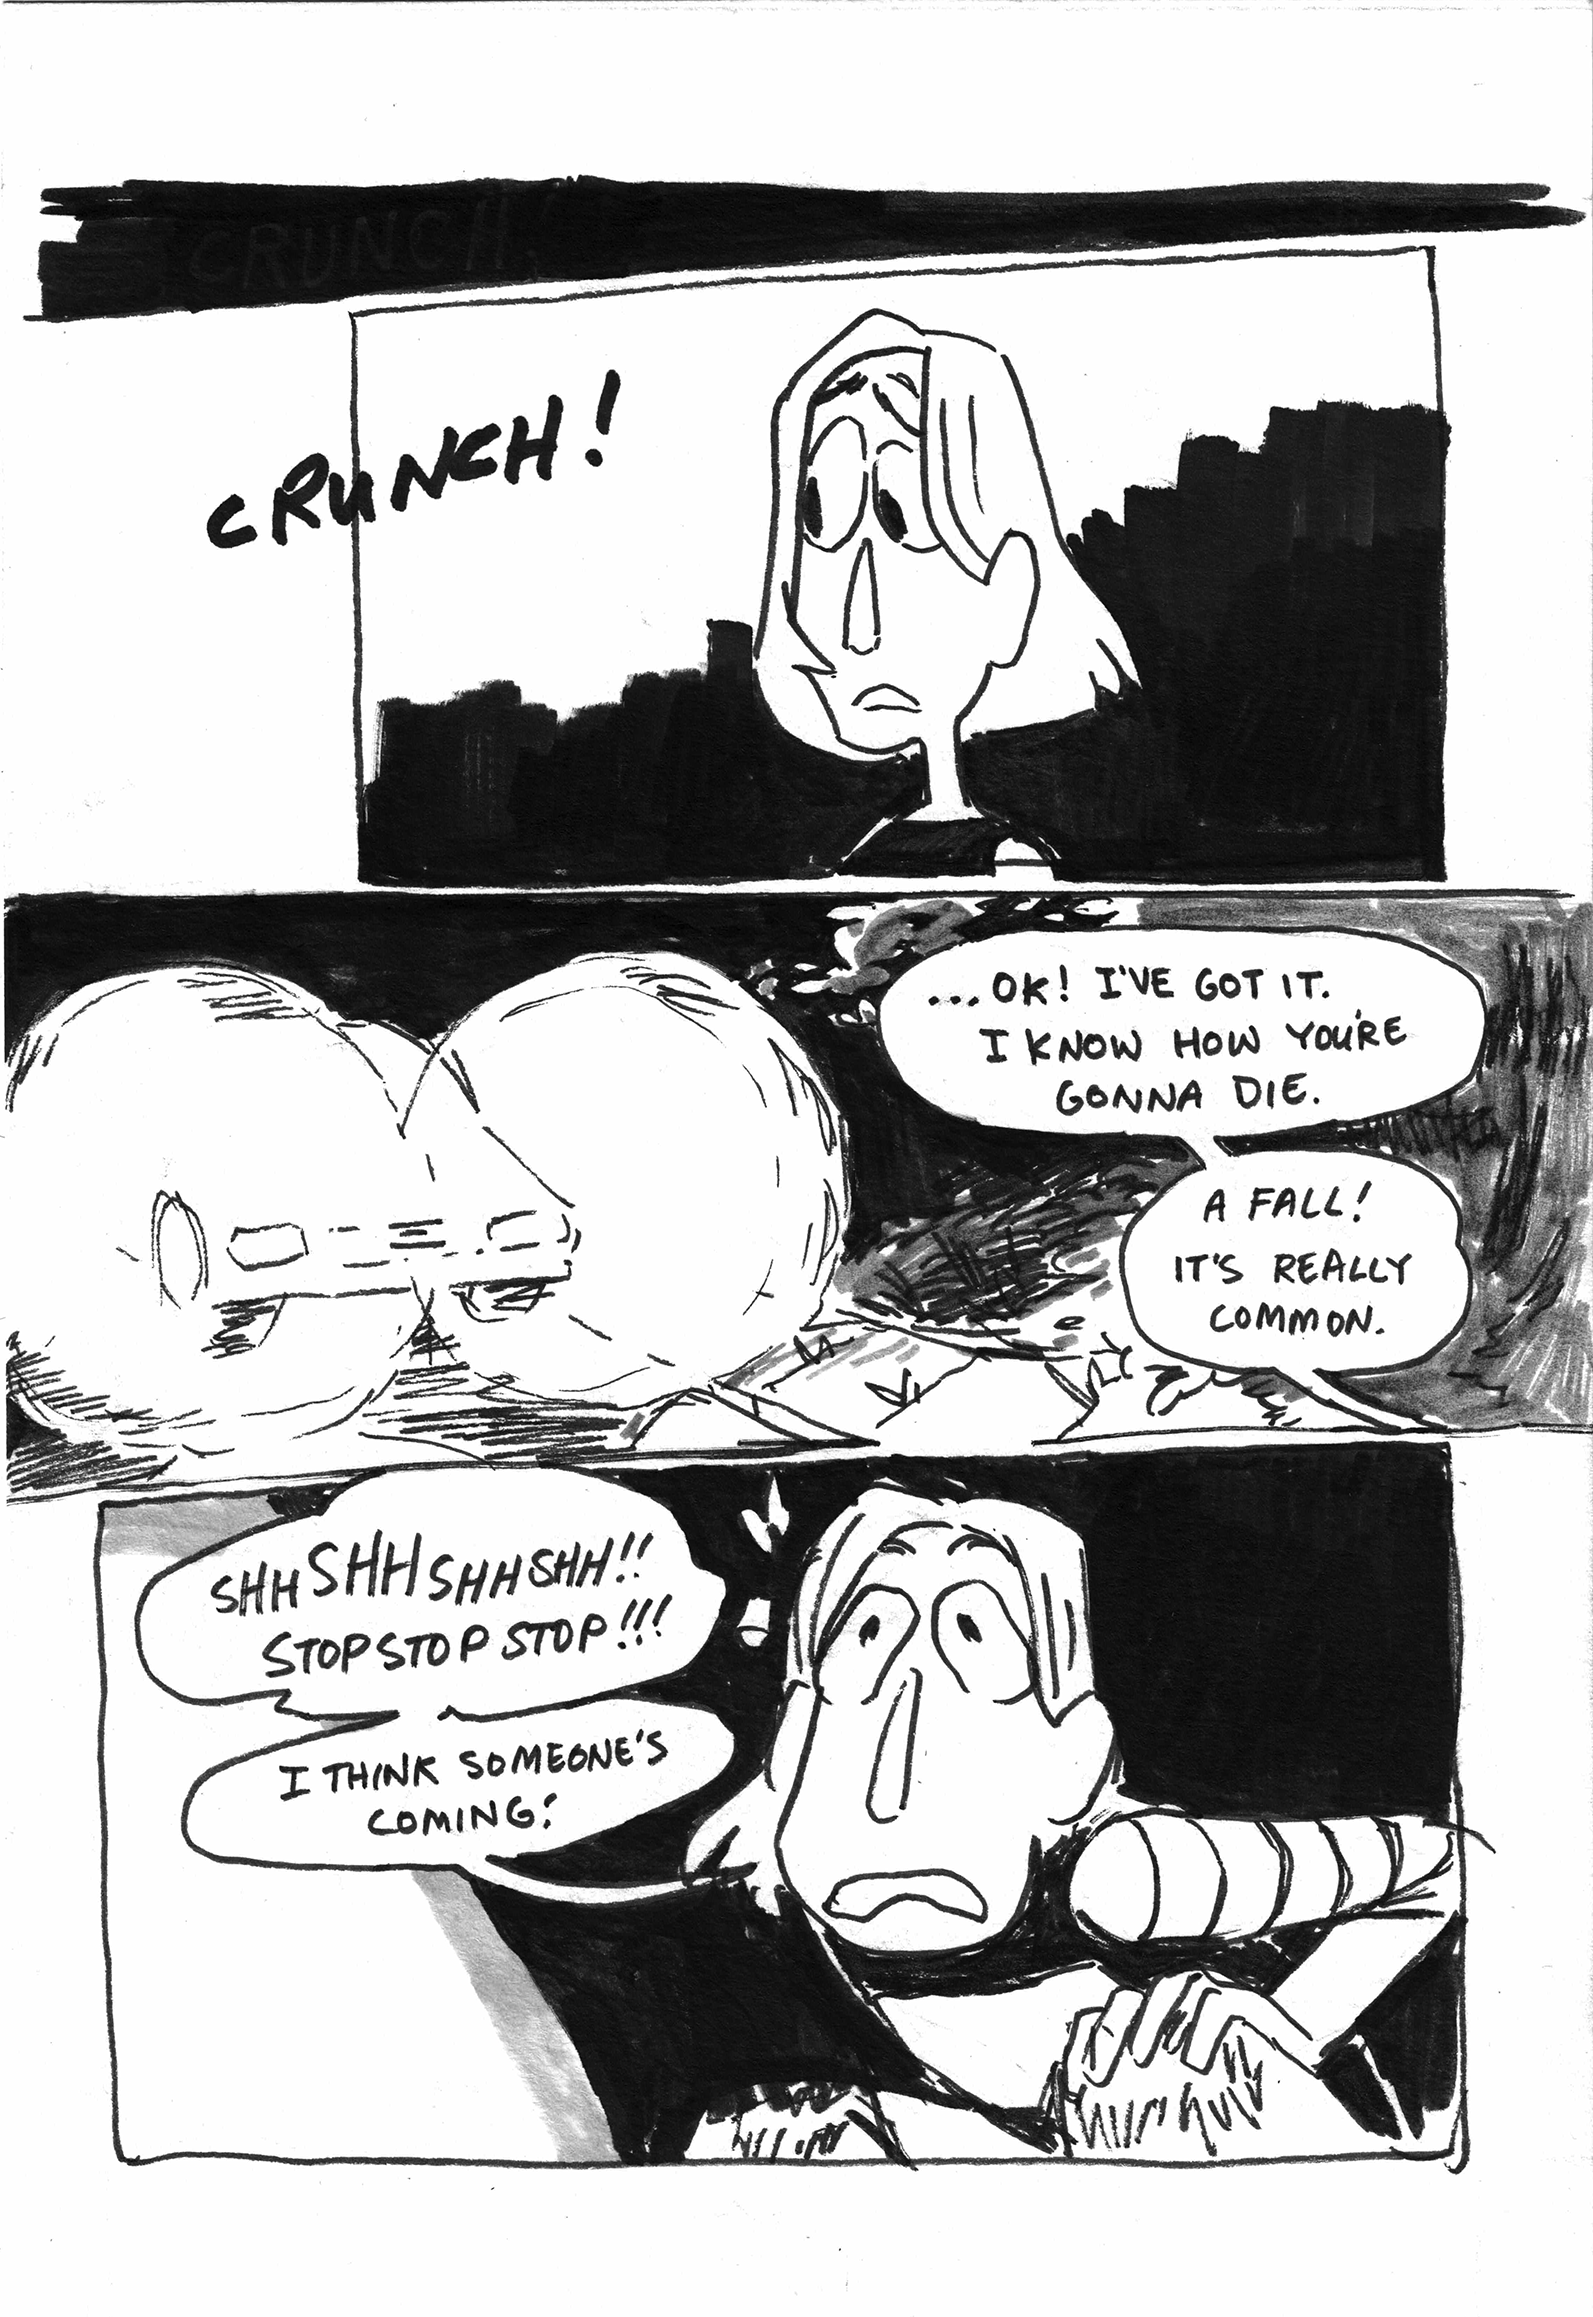 CRUNCH!
CRUNCH!
...OK! I'VE GOT IT.
I KNOW HOW YOU'RE
GONNA DIE.
A FALL!
IT'S REALLY
COMMON.
SHHSHHSHHSHH!!
STOPSTOPSTOP!!!
I THINK SOMEONE'S
COMING!